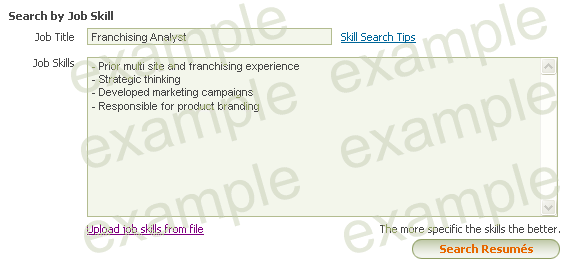 Search by Job Skill
Job Title Franchising Analyst Skill Search Tips
Job Skills - Prior multi site and franchising experience
- Strategic thinking
- Developed marketing campaigns
- Responsible for product branding
Upload job skills from file The more specific the skills the better.
Search Resumés
example
example
example
example
example
example